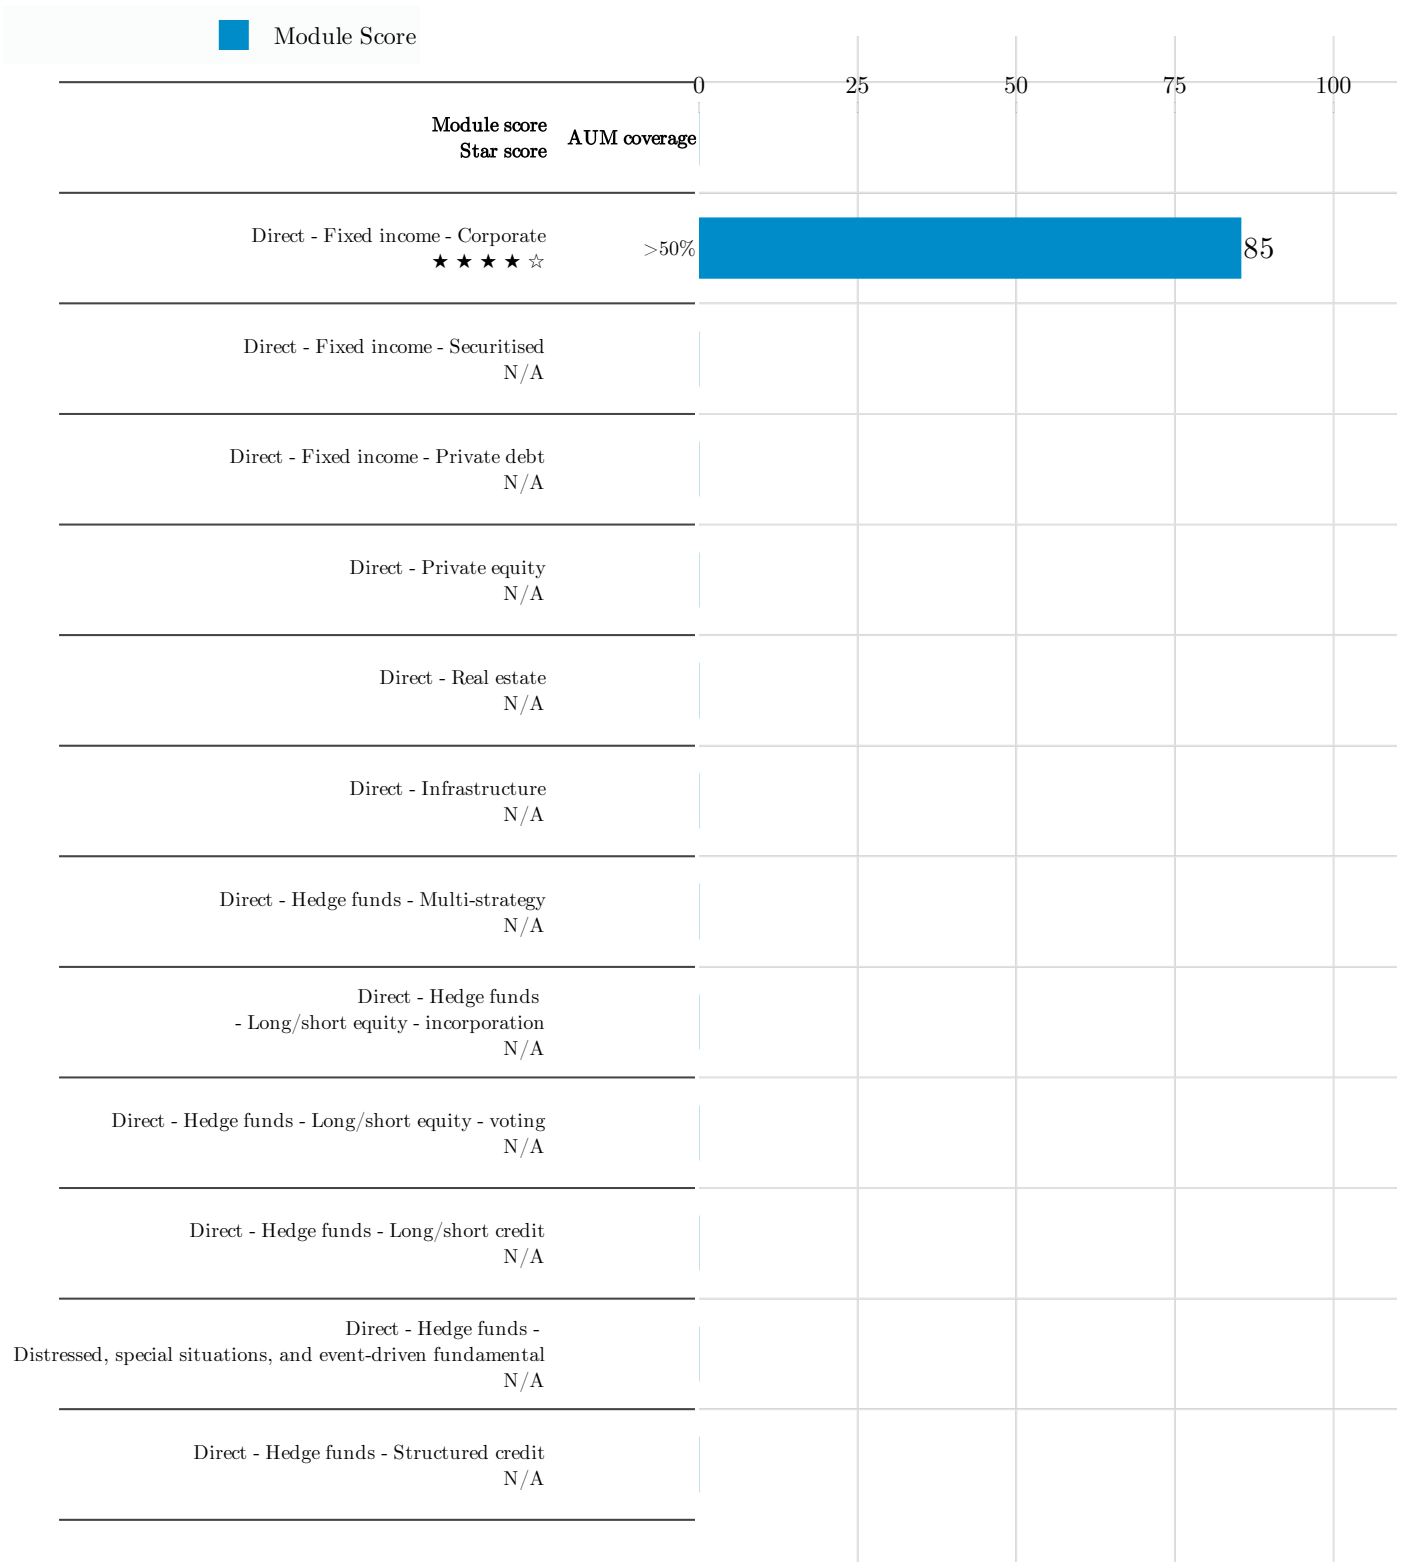 Module Score
0 25 50 75 100
Module score
Star score
AUM coverage
Direct - Fixed income - Corporate
★ ★ ★ ★ ☆
>50%
85
Direct - Fixed income - Securitised
N/A
Direct - Fixed income - Private debt
N/A
Direct - Private equity
N/A
Direct - Real estate
N/A
Direct - Infrastructure
N/A
Direct - Hedge funds - Multi-strategy
N/A
Direct - Hedge funds
- Long/short equity - incorporation
N/A
Direct - Hedge funds - Long/short equity - voting
N/A
Direct - Hedge funds - Long/short credit
N/A
Direct - Hedge funds -
Distressed, special situations, and event-driven fundamental
N/A
Direct - Hedge funds - Structured credit
N/A